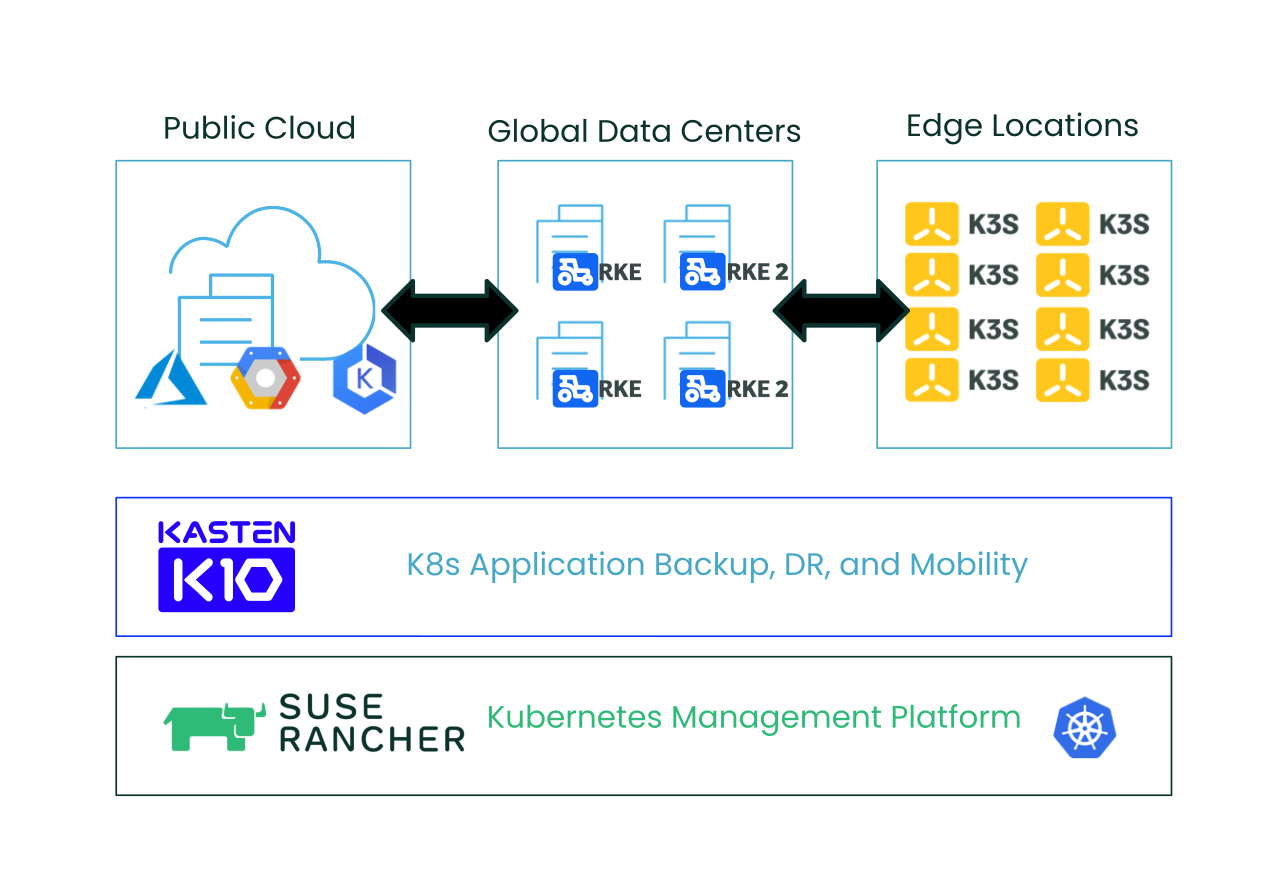 Public Cloud
Global Data Centers
Edge Locations
K
RKE
RKE 2
RKE
RKE 2
K3S
K3S
K3S
K3S
K3S
K3S
K3S
K3S
KASTEN
K10
K8s Application Backup, DR, and Mobility
SUSE
RANCHER
Kubernetes Management Platform